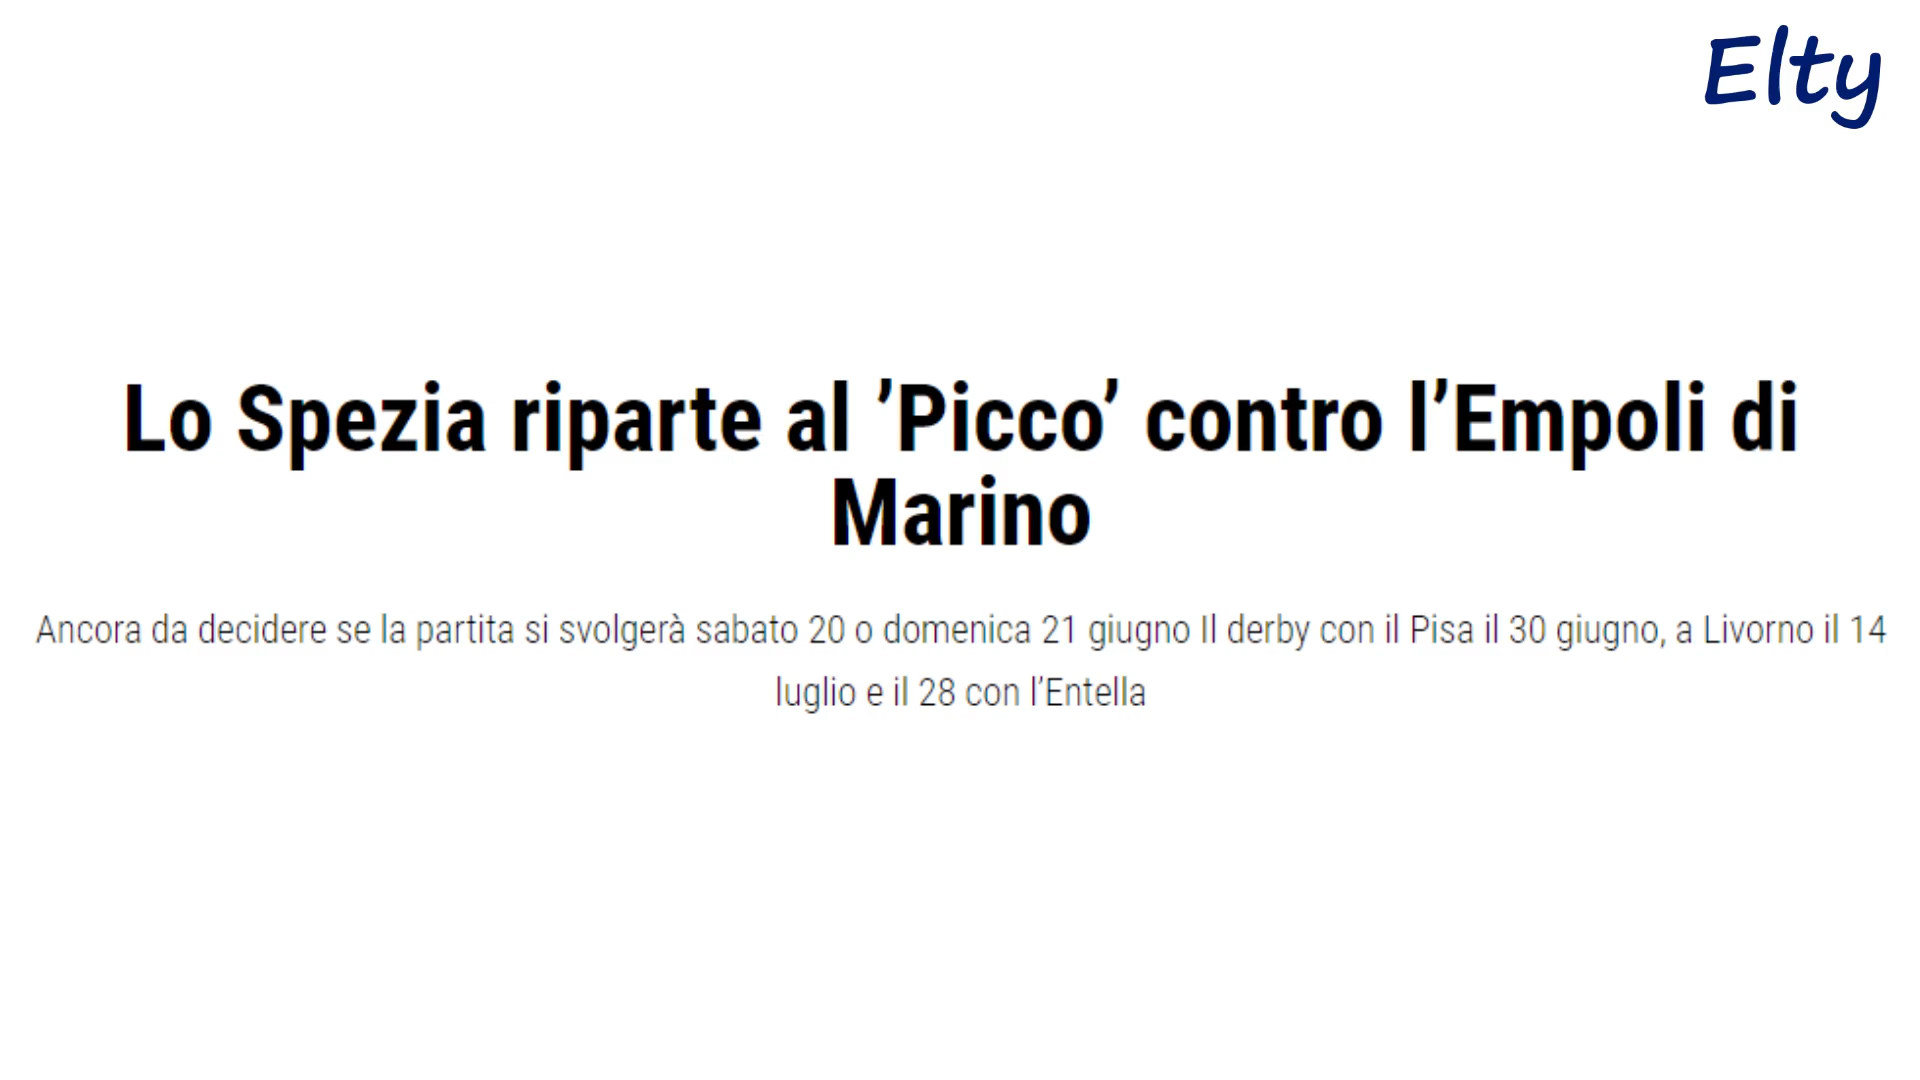 Elty
Lo Spezia riparte al ’Picco’ contro l’Empoli di
Marino
Ancora da decidere se la partita si svolgerà sabato 20 o domenica 21 giugno Il derby con il Pisa il 30 giugno, a Livorno il 14
luglio e il 28 con l’Entella